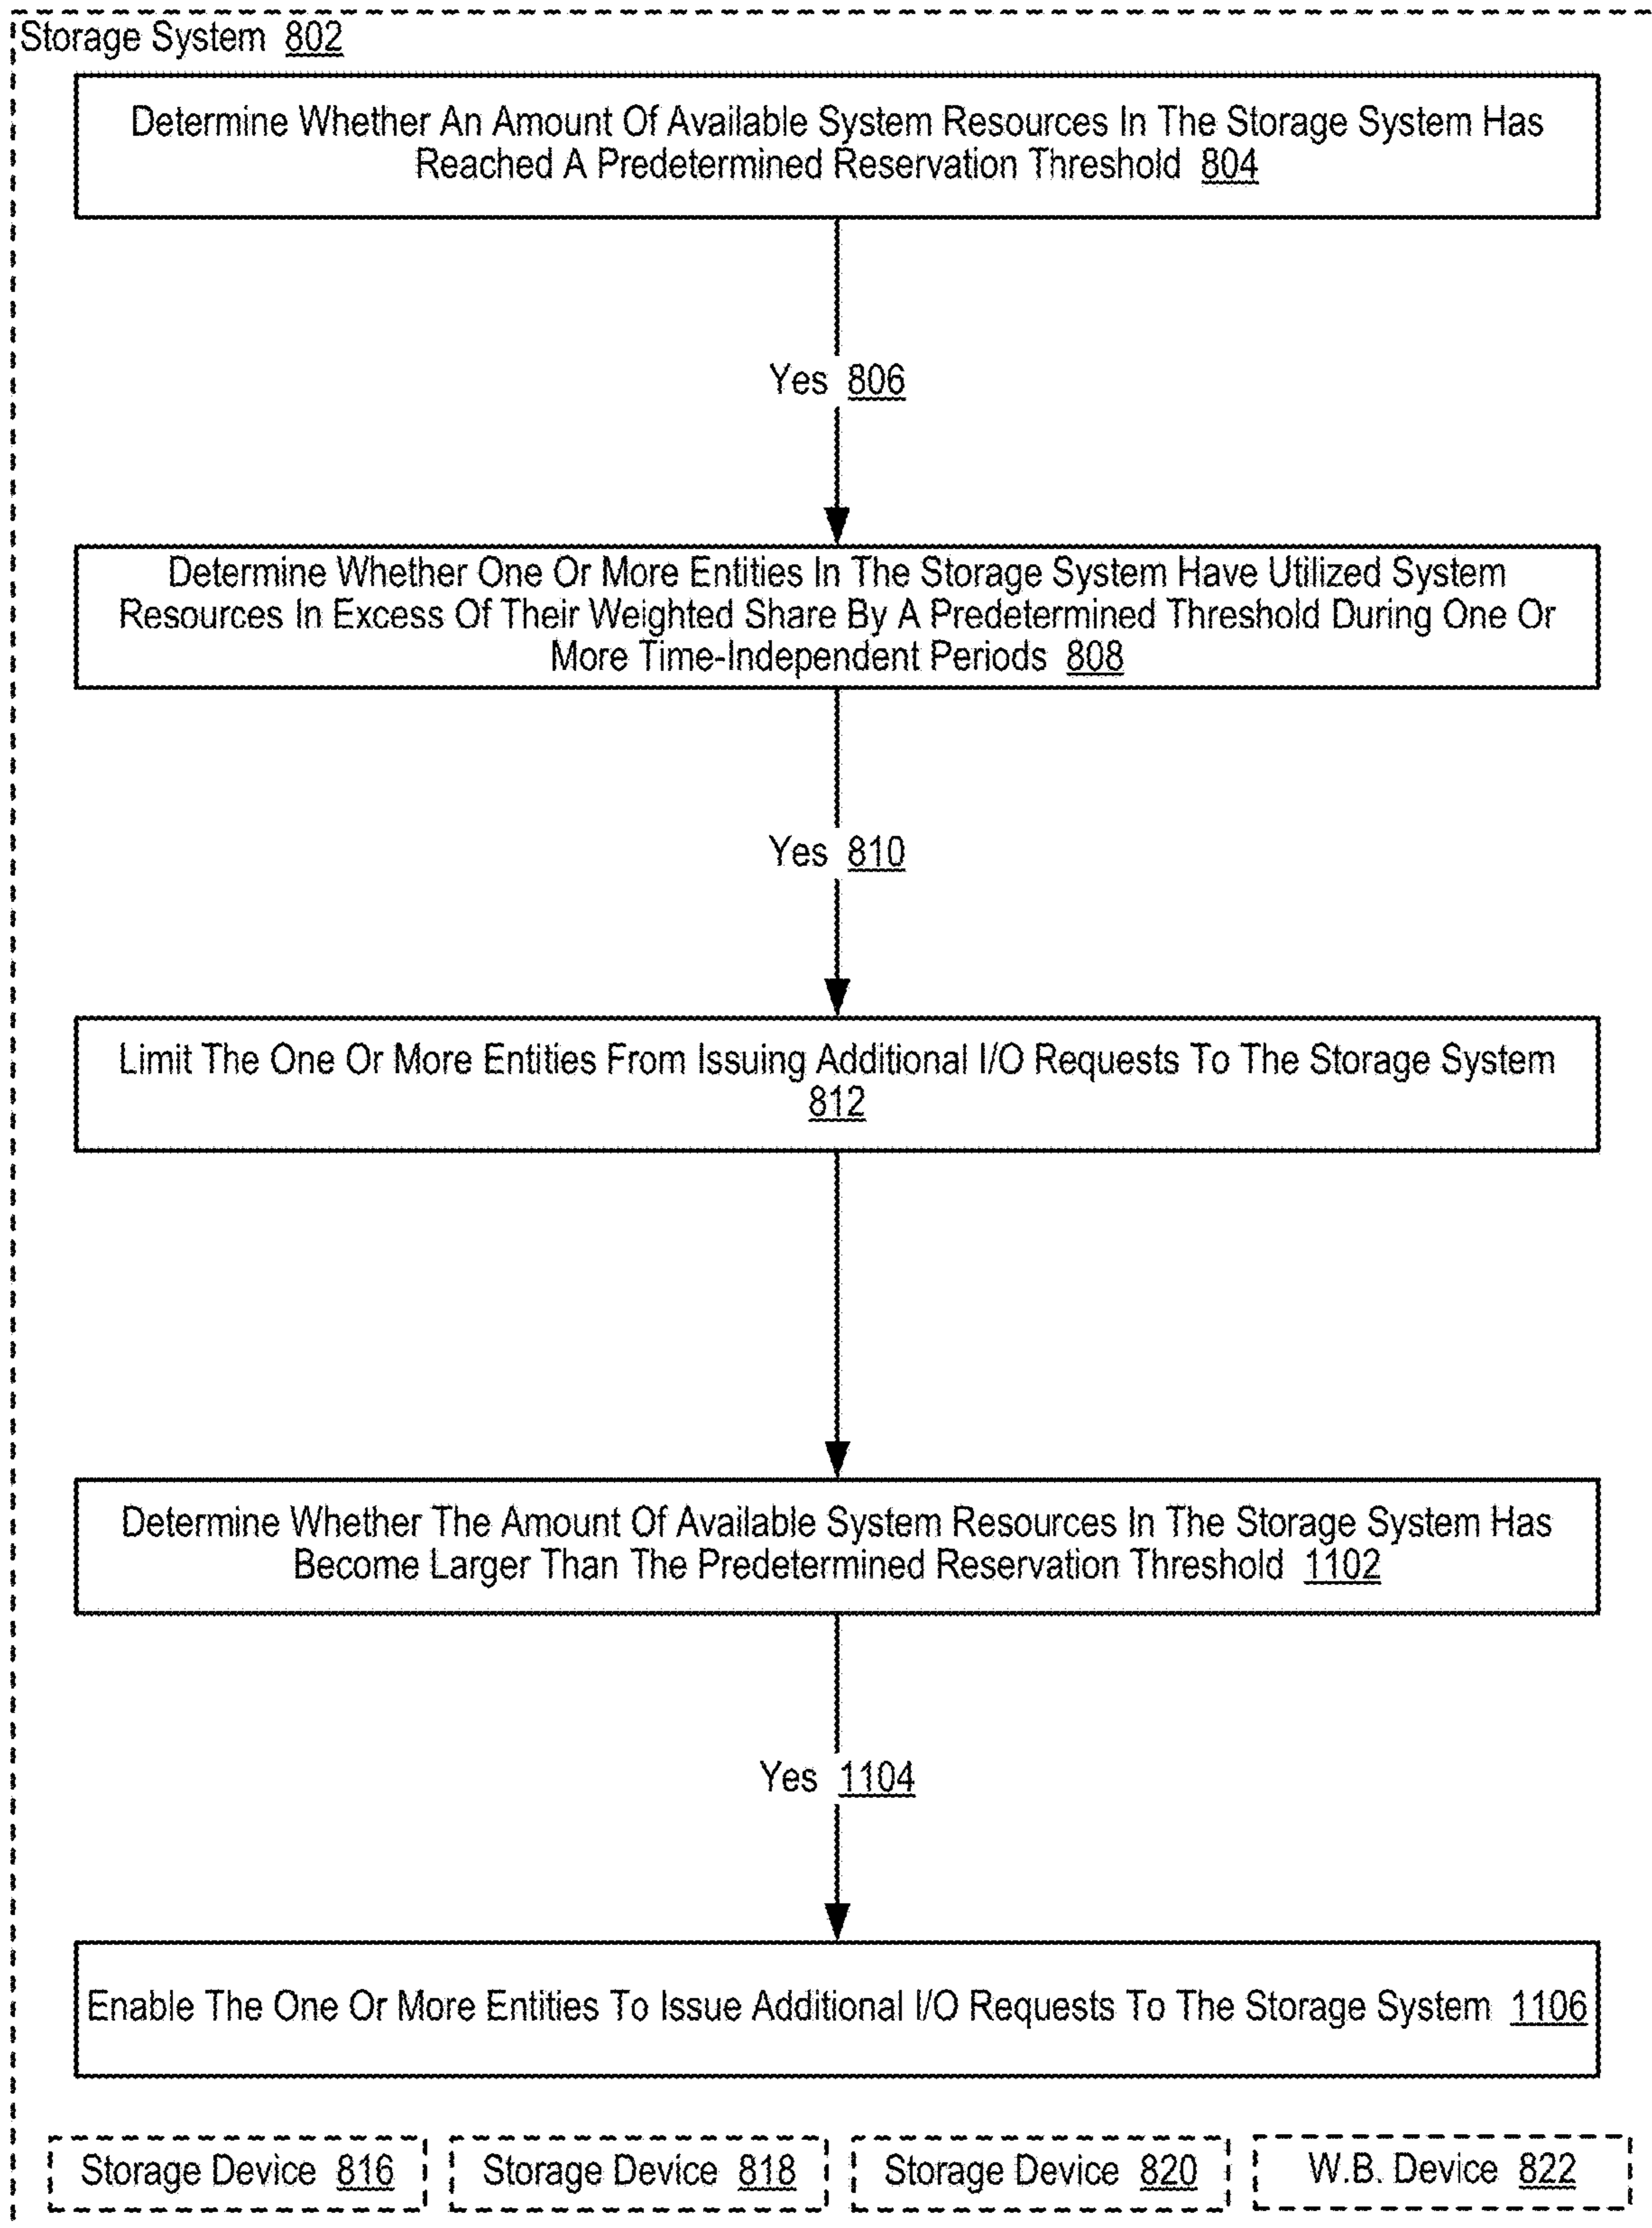 Storage System 802
Determine Whether An Amount Of Available System Resources In The Storage System Has
Reached A Predetermined Reservation Threshold 804
Yes 806
Determine Whether One Or More Entities In The Storage System Have Utilized System
Resources In Excess Of Their Weighted Share By A Predetermined Threshold During One Or
More Time-Independent Periods 808
Yes 810
Limit The One Or More Entities From Issuing Additional I/O Requests To The Storage System
812
Determine Whether The Amount Of Available System Resources In The Storage System Has
Become Larger Than The Predetermined Reservation Threshold 1102
Yes 1104
Enable The One Or More Entities To Issue Additional I/O Requests To The Storage System 1106
Storage Device 816
Storage Device 818
Storage Device 820
W.B. Device 822